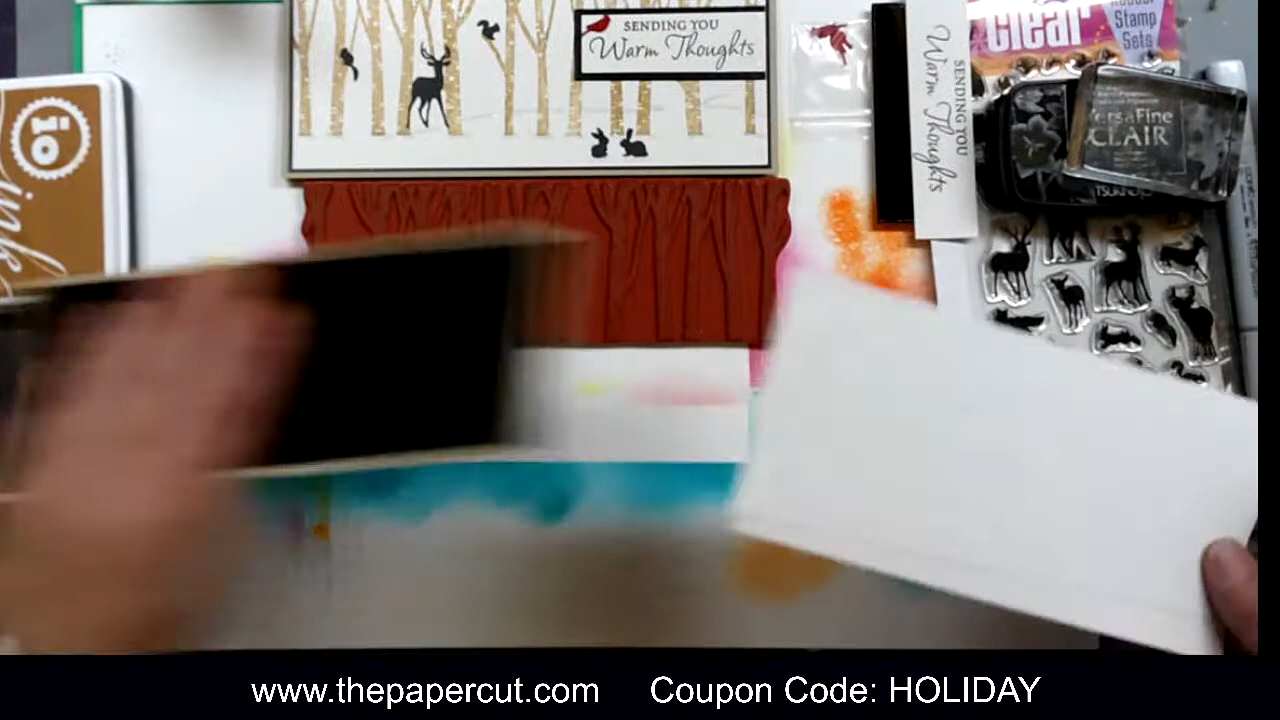 SENDING YOU
Warm Thoughts
SENDING YOU
Warm Thoughts
Clear
Stamp
Sets
VersaFine
CLAIR
ink
www.thepapercut.com Coupon Code: HOLIDAY